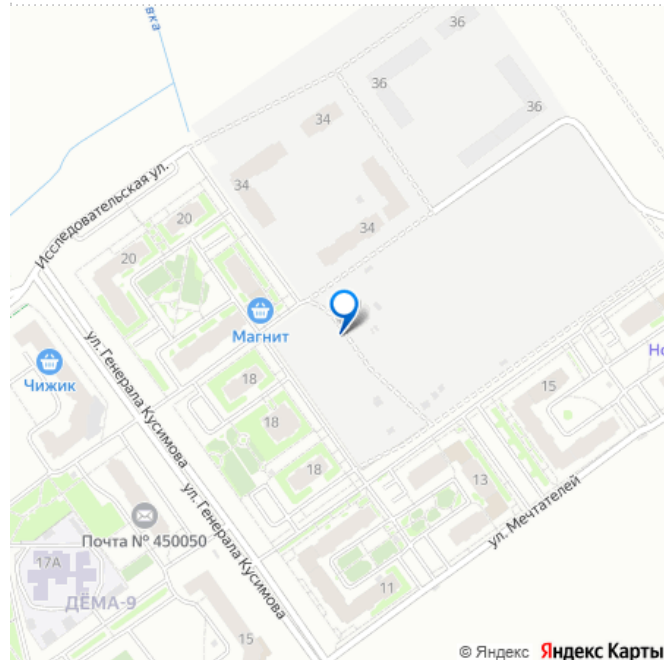 вка
36
36
36
34
34
34
Исследовательская ул.
20
20
Магнит
Чижик
ул. Генерала Кусимова
18
18
18
15
Но
13
ул. Генерала Кусимова
ул. Мечтателей
Почта № 450050
17А
ДЁМА-9
11
15
© Яндекс Яндекс Карты